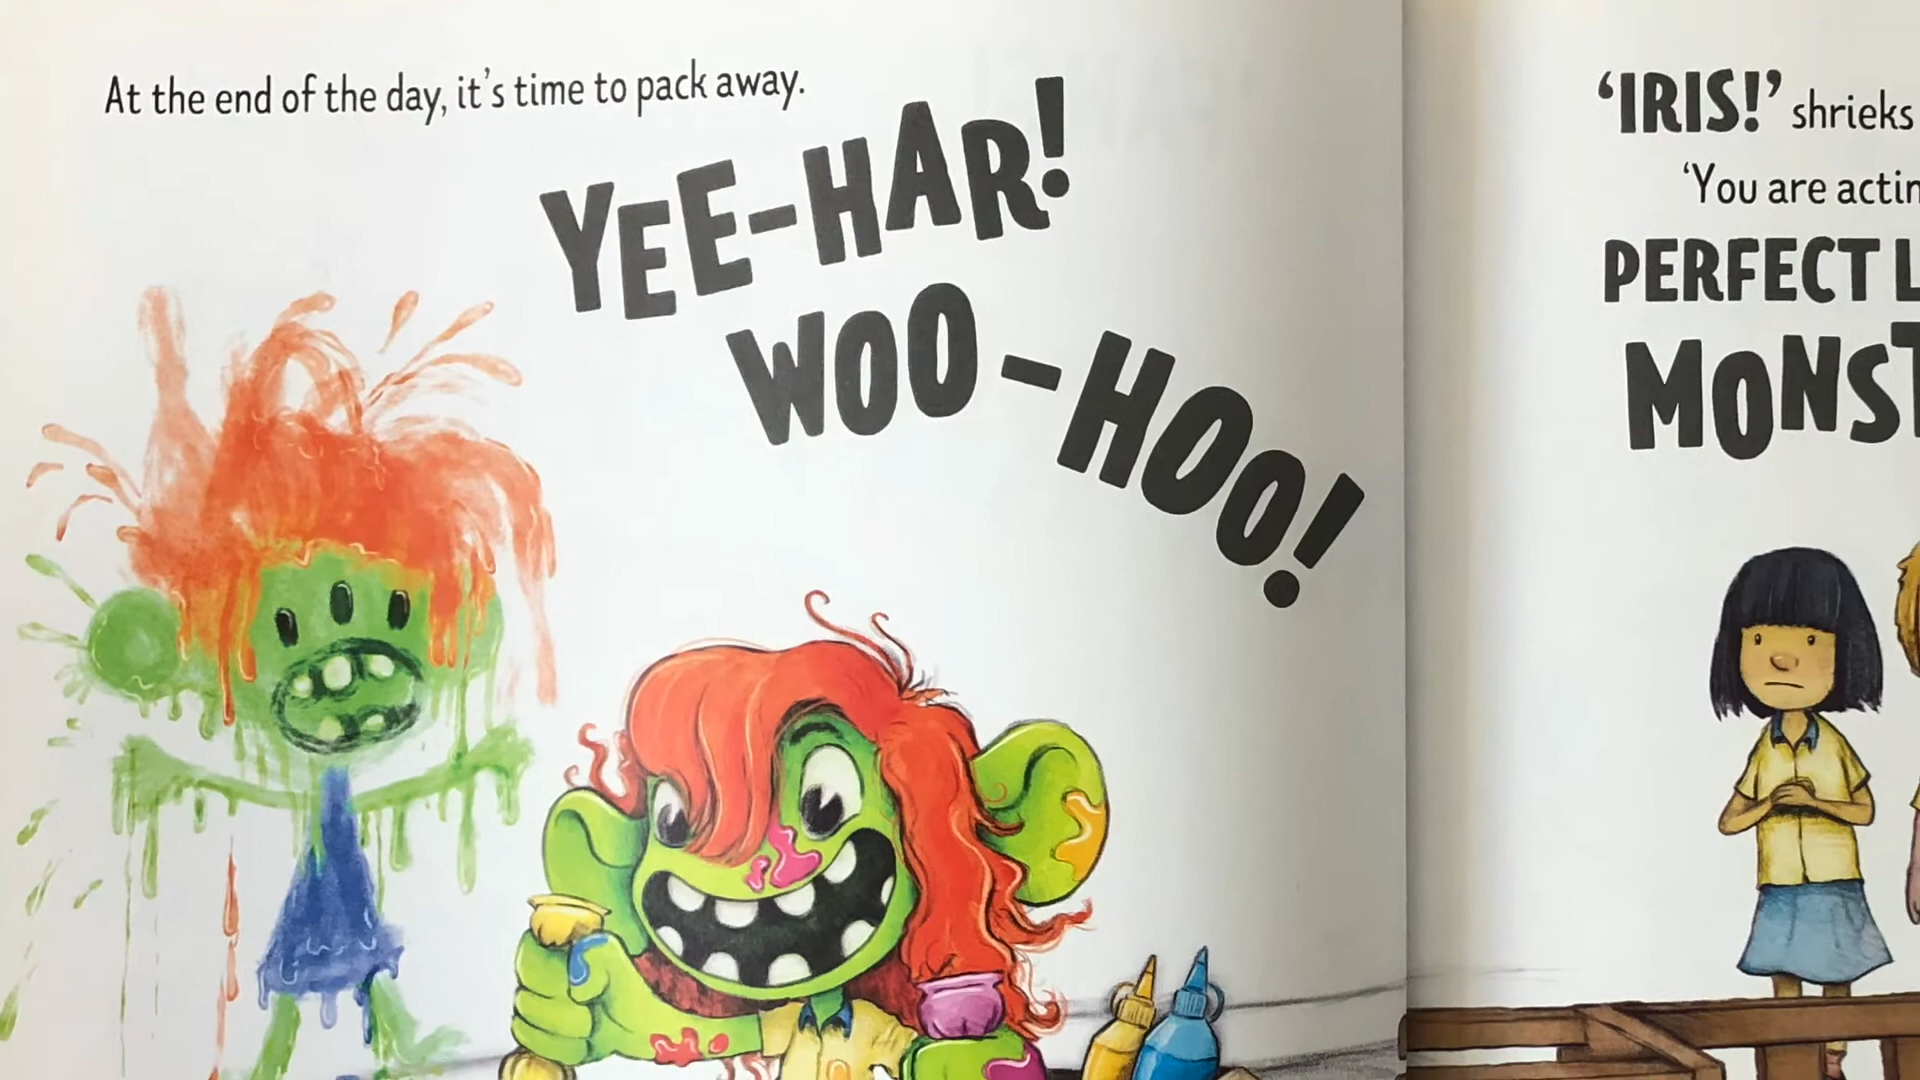 At the end of the day, it's time to pack away.
YEE-HAR!
WOO-HOO!
‘IRIS!’ shrieks
‘You are actin
PERFECT L
MONST